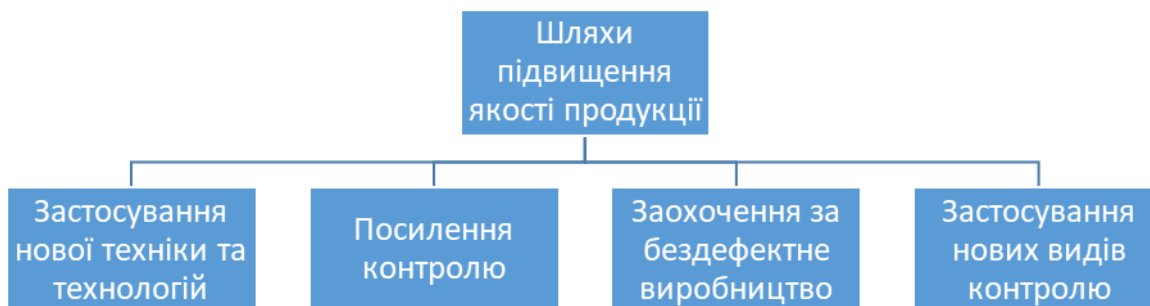 Шляхи
підвищення
якості продукції
Застосування
нової техніки та
технологій
Посилення
контролю
Заохочення за
бездефектне
виробництво
Застосування
нових видів
контролю